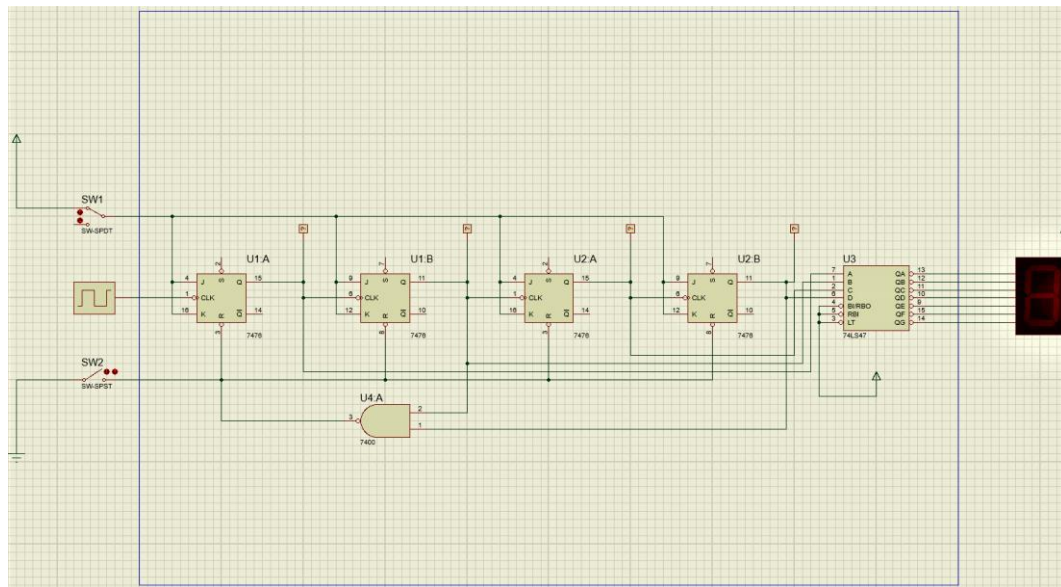 SW1
SW-SPDT
SW2
SW-SPST
U1:A
2
4
J
S
Q
15
1
CLK
16
K
R
Q
14
3
7476
?
U1:B
7
9
J
S
Q
11
6
CLK
12
K
R
Q
10
8
7476
?
U2:A
2
4
J
S
Q
15
1
CLK
16
K
R
Q
14
3
7476
?
U2:B
7
9
J
S
Q
11
6
CLK
12
K
R
Q
10
8
7476
?
U3
7 A QA 13
1 B QB 12
2 C QC 11
6 D QD 10
4 BI/RBO QE 9
5 RBI QF 15
3 LT QG 14
74LS47
U4:A
3
2
1
7400